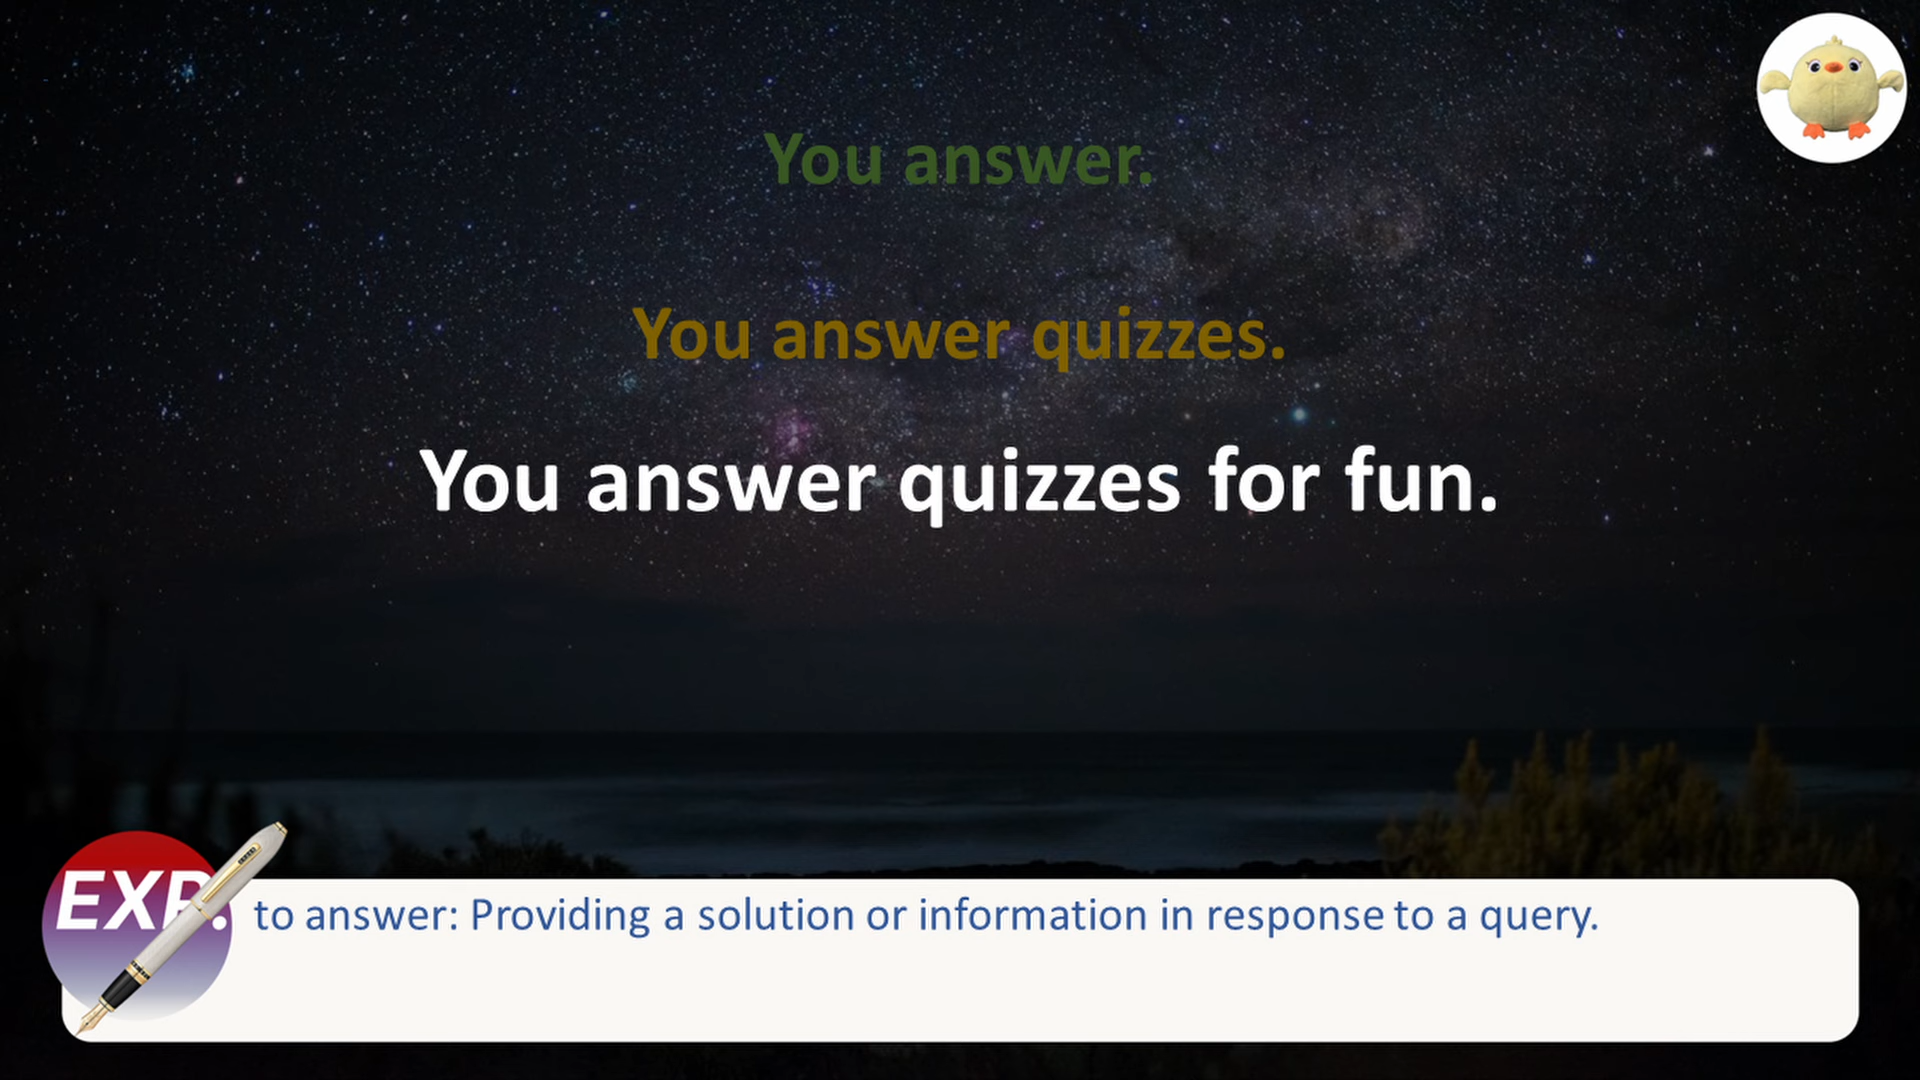 You answer.
You answer quizzes.
You answer quizzes for fun.
EXP.
to answer: Providing a solution or information in response to a query.